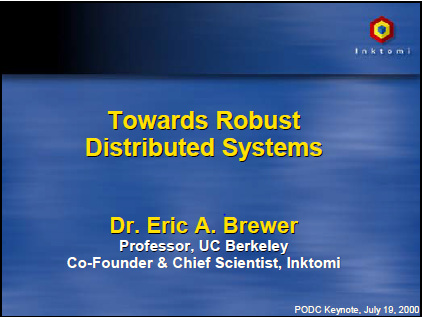 Inktomi
Towards Robust
Distributed Systems
Dr. Eric A. Brewer
Professor, UC Berkeley
Co-Founder & Chief Scientist, Inktomi
PODC Keynote, July 19, 2000